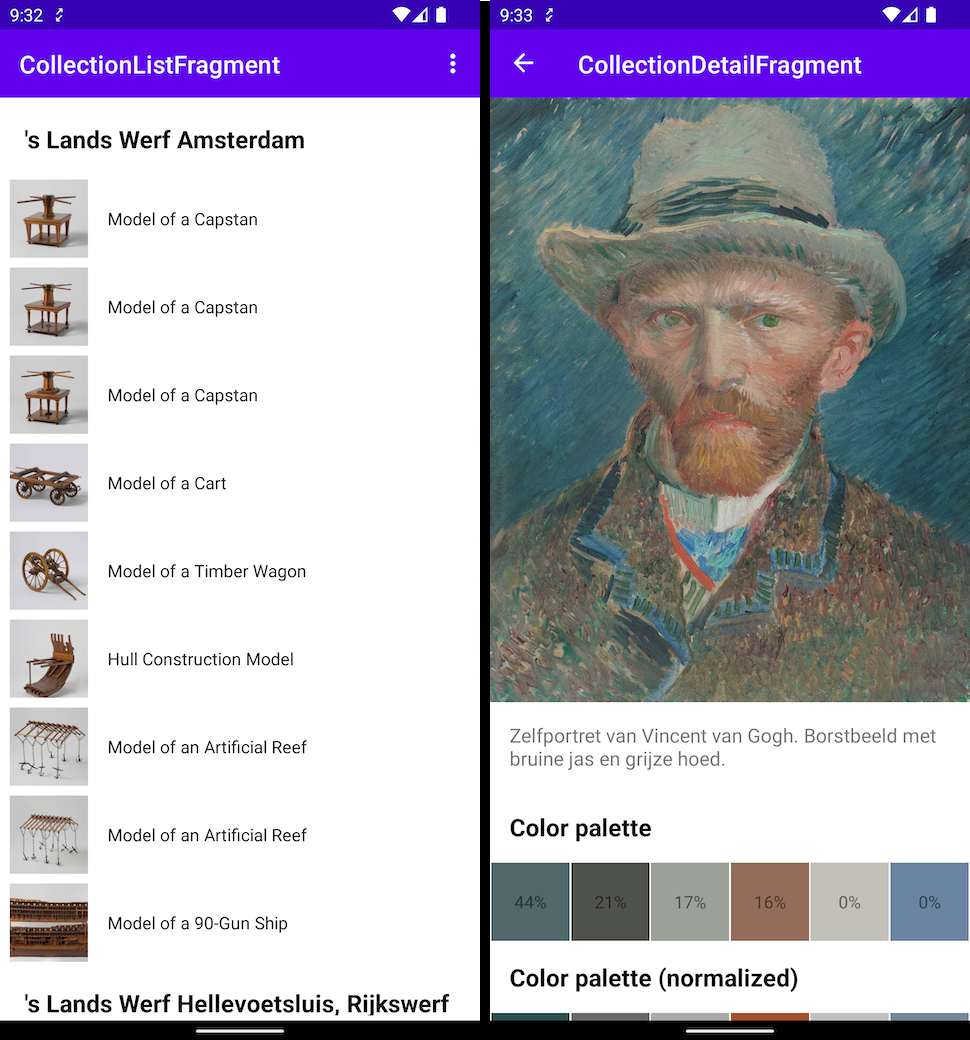 9:32
CollectionListFragment
's Lands Werf Amsterdam
Model of a Capstan
Model of a Capstan
Model of a Capstan
Model of a Cart
Model of a Timber Wagon
Hull Construction Model
Model of an Artificial Reef
Model of an Artificial Reef
Model of a 90-Gun Ship
's Lands Werf Hellevoetsluis, Rijkswerf
9:33
CollectionDetailFragment
Zelfportret van Vincent van Gogh. Borstbeeld met
bruine jas en grijze hoed.
Color palette
44% 21% 17% 16% 0% 0%
Color palette (normalized)